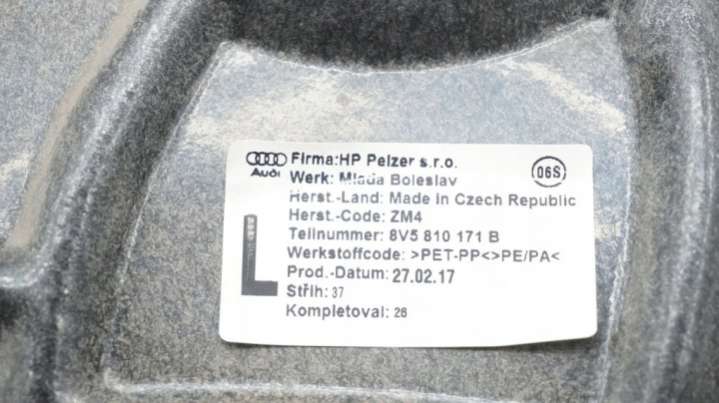 Audi
Firma:HP Pelzer s.r.o.
Werk: Mlada Boleslav
06S
Herst.-Land: Made in Czech Republic
Herst.-Code: ZM4
Teilnummer: 8V5 810 171 B
Werkstoffcode: >PET-PP<>PE/PA<
Prod.-Datum: 27.02.17
Střih: 37
Kompletoval: 26
L